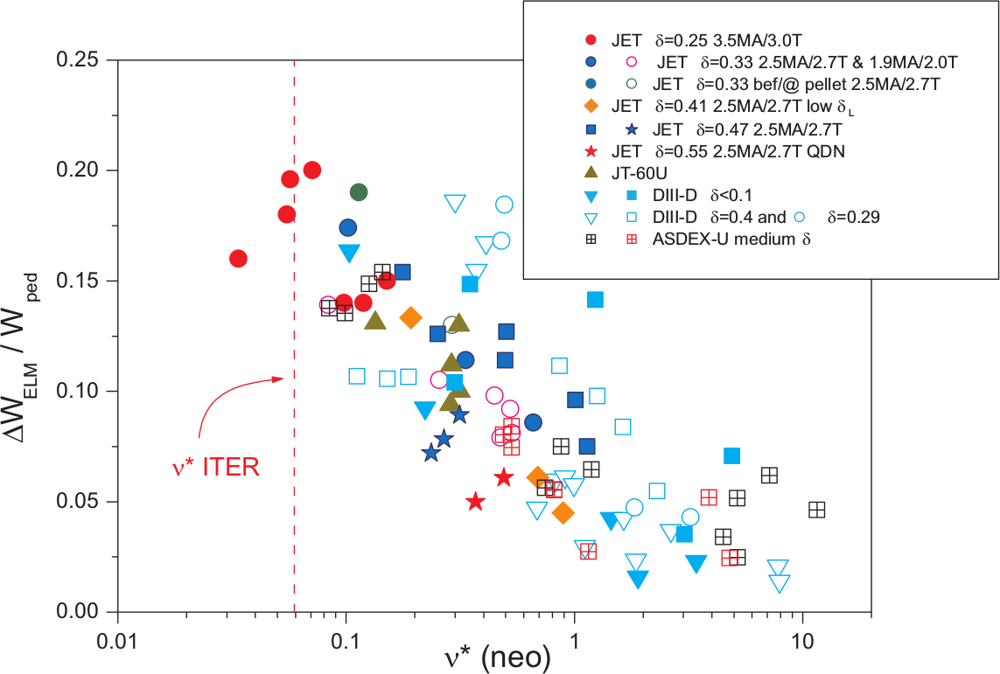 JET δ=0.25 3.5MA/3.0T
JET δ=0.33 2.5MA/2.7T & 1.9MA/2.0T
JET δ=0.33 bef/@ pellet 2.5MA/2.7T
JET δ=0.41 2.5MA/2.7T low δL
JET δ=0.47 2.5MA/2.7T
JET δ=0.55 2.5MA/2.7T QDN
JT-60U
DIII-D δ<0.1
DIII-D δ=0.4 and δ=0.29
ASDEX-U medium δ
0.25
0.20
0.15
0.10
0.05
0.00
ΔWELM / Wped
ν* ITER
0.01 0.1 1 10
ν* (neo)